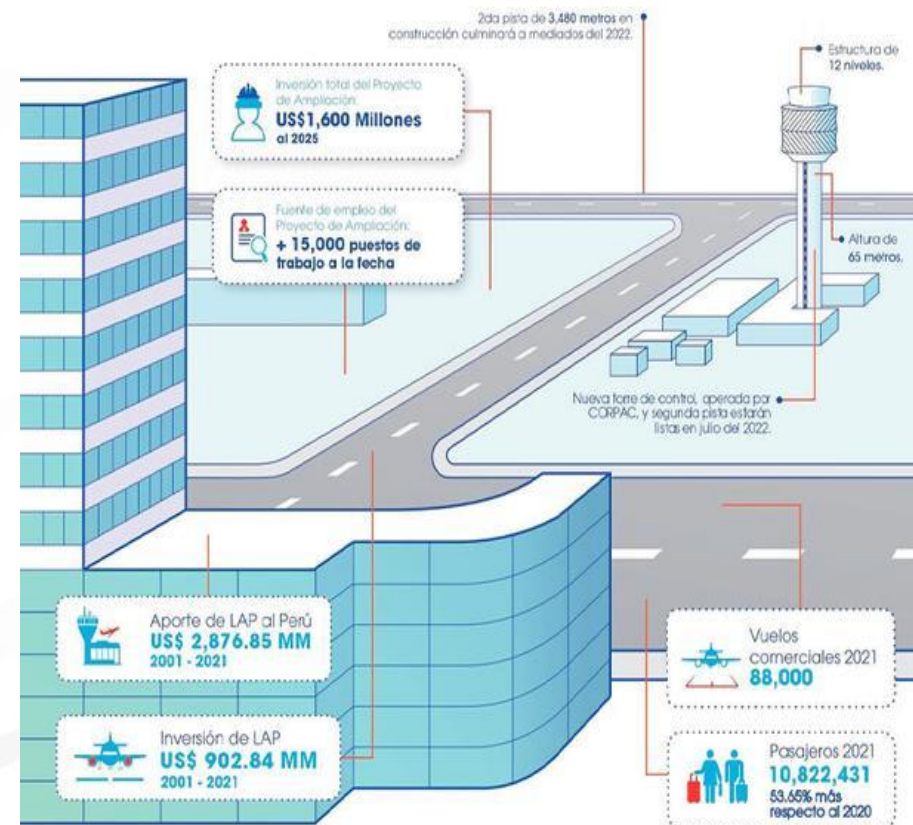 2da pista de 3,480 metros en
construcción culminará a mediados del 2022.
Estructura de
12 niveles.
Inversión total del Proyecto
de Ampliación:
US$1,600 Millones
al 2025
Fuente de empleo del
Proyecto de Ampliación:
+ 15,000 puestos de
trabajo a la fecha
Altura de
65 metros.
Nueva torre de control, operada por
CORPAC, y segunda pista estarán
listas en julio del 2022.
Aporte de LAP al Perú
US$ 2,876.85 MM
2001 - 2021
Inversión de LAP
US$ 902.84 MM
2001 - 2021
Vuelos
comerciales 2021
88,000
Pasajeros 2021
10,822,431
53.65% más
respecto al 2020